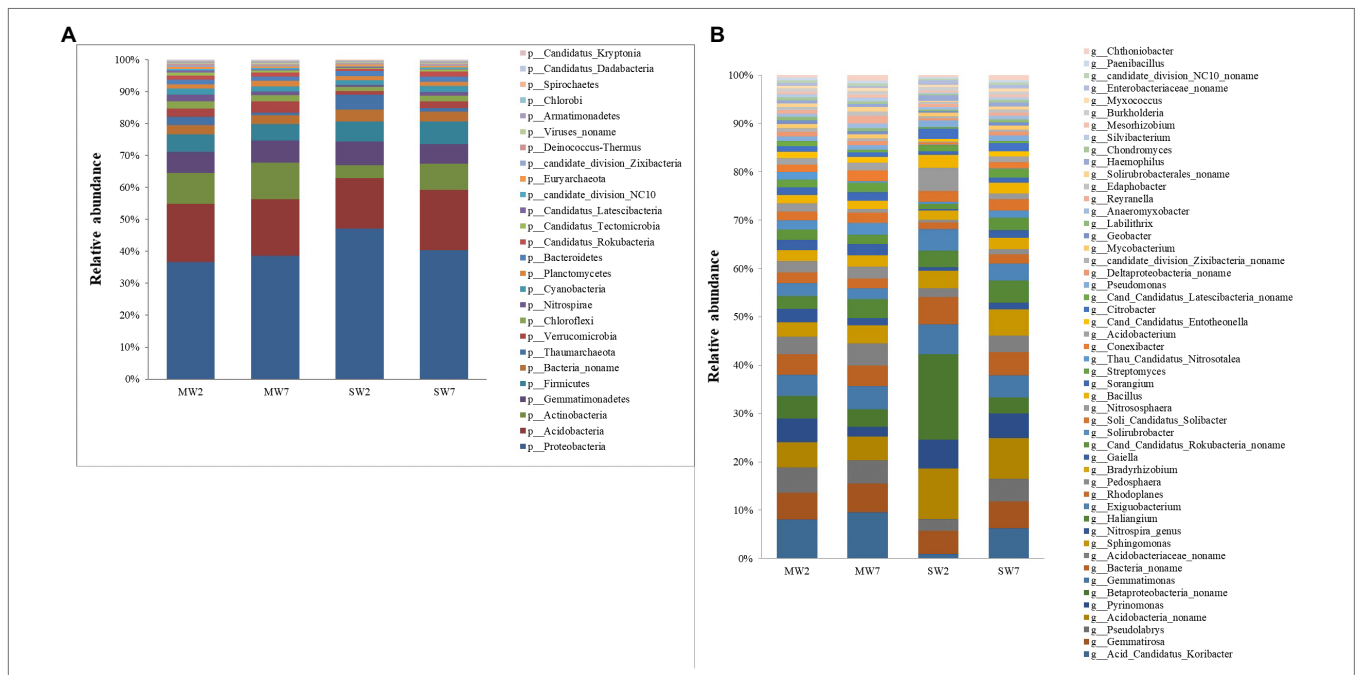 A
Relative abundance
100%
90%
80%
70%
60%
50%
40%
30%
20%
10%
0%
MW2 MW7 SW2 SW7
p__Candidatus_Kryptonia
p__Candidatus_Dadabacteria
p__Spirochaetes
p__Chlorobi
p__Armatimonadetes
p__Viruses_noname
p__Deinococcus-Thermus
p__candidate_division_Zixibacteria
p__Euryarchaeota
p__candidate_division_NC10
p__Candidatus_Latescibacteria
p__Candidatus_Tectomicrobia
p__Candidatus_Rokubacteria
p__Bacteroidetes
p__Planctomycetes
p__Cyanobacteria
p__Nitrospirae
p__Chloroflexi
p__Verrucomicrobia
p__Thaumarchaeota
p__Bacteria_noname
p__Firmicutes
p__Gemmatimonadetes
p__Actinobacteria
p__Acidobacteria
p__Proteobacteria
B
Relative abundance
100%
90%
80%
70%
60%
50%
40%
30%
20%
10%
0%
MW2 MW7 SW2 SW7
g__Chthoniobacter
g__Paenibacillus
g__candidate_division_NC10_noname
g__Enterobacteriaceae_noname
g__Myxococcus
g__Burkholderia
g__Mesorhizobium
g__Silvibacterium
g__Chondromyces
g__Haemophilus
g__Solirubrobacterales_noname
g__Edaphobacter
g__Reyranella
g__Anaeromyxobacter
g__Labilithrix
g__Geobacter
g__Mycobacterium
g__candidate_division_Zixibacteria_noname
g__Deltaproteobacteria_noname
g__Pseudomonas
g__Cand_Candidatus_Latescibacteria_noname
g__Citrobacter
g__Cand_Candidatus_Entotheonella
g__Acidobacterium
g__Conexibacter
g__Thau_Candidatus_Nitrosotalea
g__Streptomyces
g__Sorangium
g__Bacillus
g__Nitrososphaera
g__Soli_Candidatus_Solibacter
g__Solirubrobacter
g__Cand_Candidatus_Rokubacteria_noname
g__Gaiella
g__Bradyrhizobium
g__Pedosphaera
g__Rhodoplanes
g__Exiguobacterium
g__Haliangium
g__Nitrospira_genus
g__Sphingomonas
g__Acidobacteriaceae_noname
g__Bacteria_noname
g__Gemmatimonas
g__Betaproteobacteria_noname
g__Pyrinomonas
g__Acidobacteria_noname
g__Pseudolabrys
g__Gemmatirosa
g__Acid_Candidatus_Koribacter